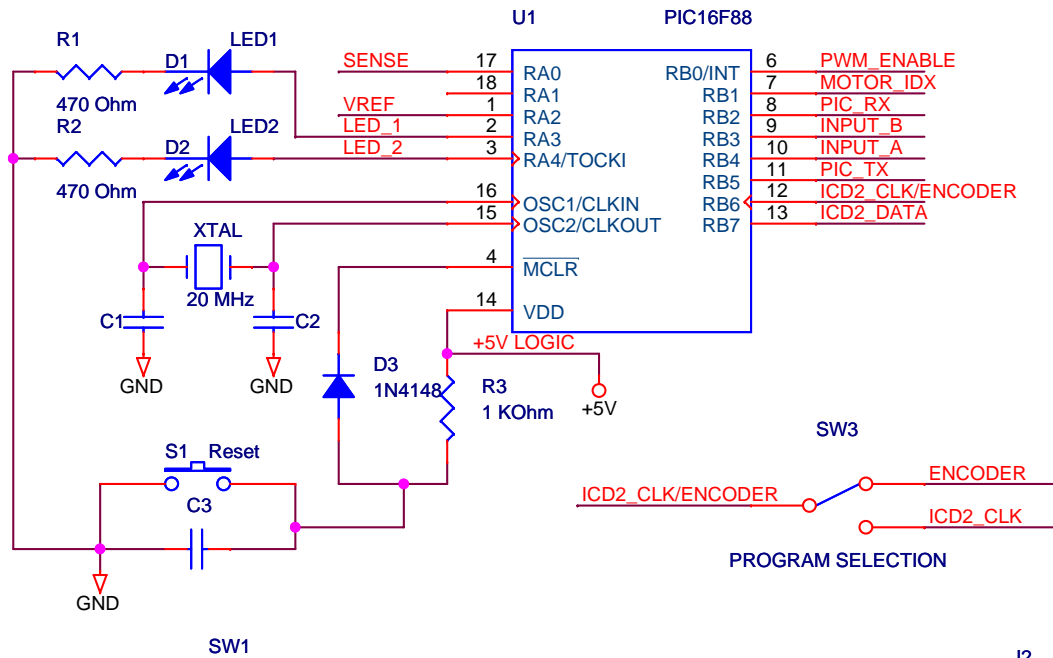 U1 PIC16F88
R1
D1
LED1
470 Ohm
R2
D2
LED2
470 Ohm
SENSE 17 RA0
18 RA1
VREF 1 RA2
LED_1 2 RA3
LED_2 3 RA4/TOCKI
16 OSC1/CLKIN
15 OSC2/CLKOUT
4 MCLR
14 VDD
RB0/INT 6 PWM_ENABLE
RB1 7 MOTOR_IDX
RB2 8 PIC_RX
RB3 9 INPUT_B
RB4 10 INPUT_A
RB5 11 PIC_TX
RB6 12 ICD2_CLK/ENCODER
RB7 13 ICD2_DATA
XTAL
20 MHz
C1
C2
GND
GND
+5V LOGIC
D3
1N4148
R3
1 KOhm
+5V
S1 Reset
C3
GND
SW3
ICD2_CLK/ENCODER
ENCODER
ICD2_CLK
PROGRAM SELECTION
SW1